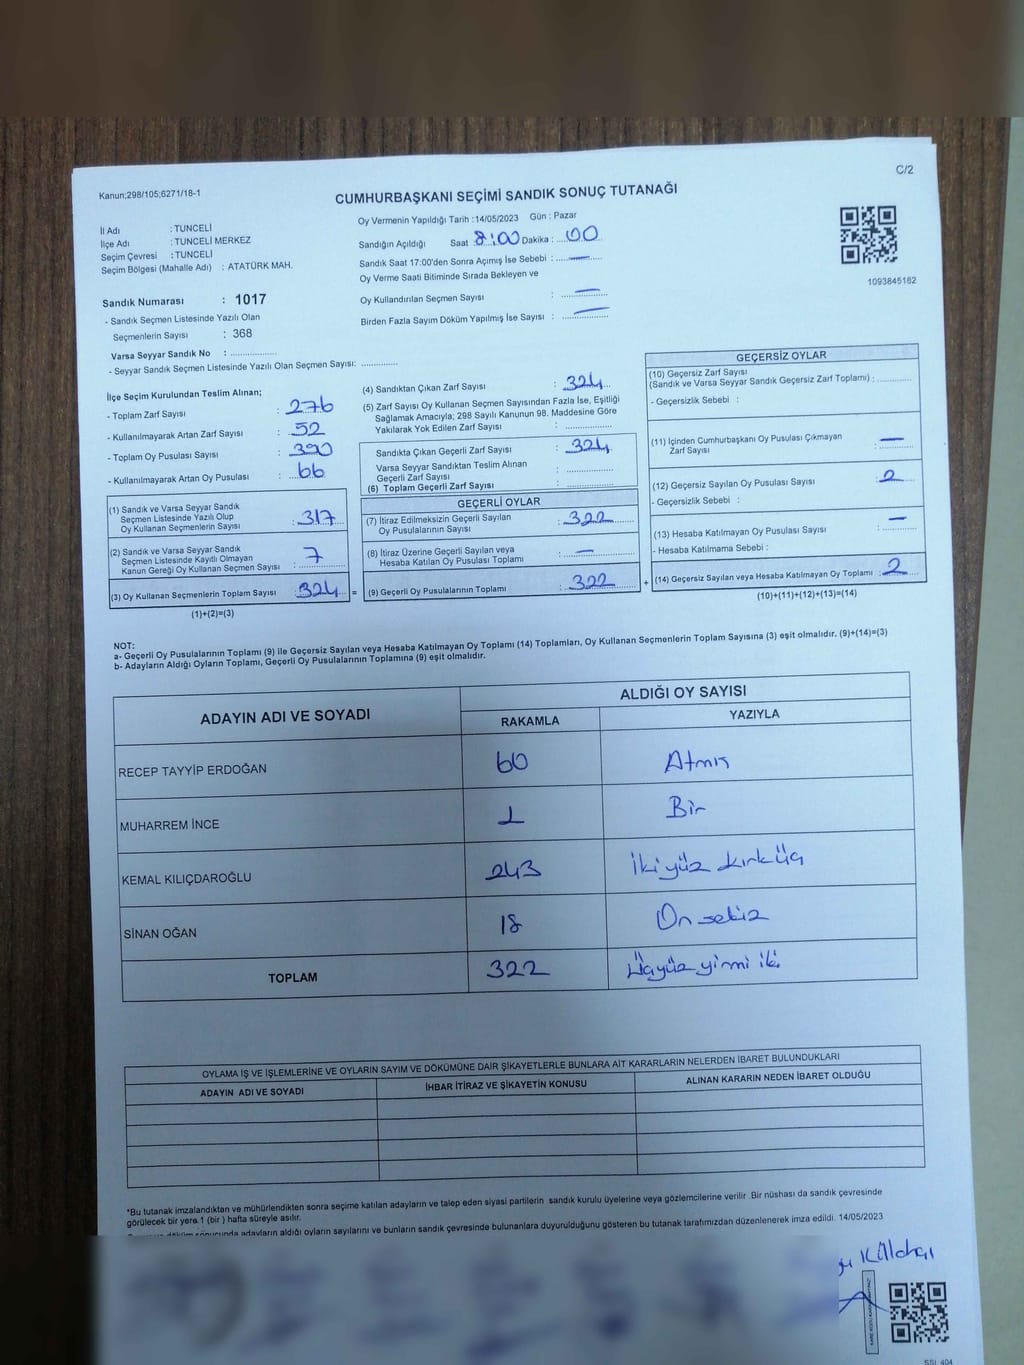 C/2
Kanun;298/105;6271/18-1
CUMHURBAŞKANI SEÇİMİ SANDIK SONUÇ TUTANAĞI
İl Adı : TUNCELİ
İlçe Adı : TUNCELİ MERKEZ
Seçim Çevresi : TUNCELİ
Seçim Bölgesi (Mahalle Adı) : ATATÜRK MAH.
Sandık Numarası : 1017
- Sandık Seçmen Listesinde Yazılı Olan
Seçmenlerin Sayısı : 368
Varsa Seyyar Sandık No : ..............
- Seyyar Sandık Seçmen Listesinde Yazılı Olan Seçmen Sayısı: ............
Oy Vermenin Yapıldığı Tarih :14/05/2023 Gün : Pazar
Sandığın Açıldığı Saat 8:00 Dakika : 00
Sandık Saat 17:00'den Sonra Açımış İse Sebebi : —
Oy Verme Saati Bitiminde Sırada Bekleyen ve
Oy Kullandırılan Seçmen Sayısı : —
Birden Fazla Sayım Döküm Yapılmış İse Sayısı : —
1093845162
İlçe Seçim Kurulundan Teslim Alınan;
- Toplam Zarf Sayısı : 276
- Kullanılmayarak Artan Zarf Sayısı : 52
- Toplam Oy Pusulası Sayısı : 390
- Kullanılmayarak Artan Oy Pusulası : 66
(1) Sandık ve Varsa Seyyar Sandık
Seçmen Listesinde Yazılı Olup
Oy Kullanan Seçmenlerin Sayısı : 317
(2) Sandık ve Varsa Seyyar Sandık
Seçmen Listesinde Kayıtlı Olmayan
Kanun Gereği Oy Kullanan Seçmen Sayısı : 7
(3) Oy Kullanan Seçmenlerin Toplam Sayısı : 324 =
(1)+(2)=(3)
(4) Sandıktan Çıkan Zarf Sayısı : 324
(5) Zarf Sayısı Oy Kullanan Seçmen Sayısından Fazla İse, Eşitliği
Sağlamak Amacıyla; 298 Sayılı Kanunun 98. Maddesine Göre
Yakılarak Yok Edilen Zarf Sayısı : ..............
Sandıkta Çıkan Geçerli Zarf Sayısı : 324
Varsa Seyyar Sandıktan Teslim Alınan
Geçerli Zarf Sayısı : ..............
(6) Toplam Geçerli Zarf Sayısı : ..............
GEÇERLİ OYLAR
(7) İtiraz Edilmeksizin Geçerli Sayılan
Oy Pusulalarının Sayısı : 322
(8) İtiraz Üzerine Geçerli Sayılan veya
Hesaba Katılan Oy Pusulası Toplamı : —
(9) Geçerli Oy Pusulalarının Toplamı : 322 +
GEÇERSİZ OYLAR
(10) Geçersiz Zarf Sayısı
(Sandık ve Varsa Seyyar Sandık Geçersiz Zarf Toplamı) : ..........
- Geçersizlik Sebebi :
(11) İçinden Cumhurbaşkanı Oy Pusulası Çıkmayan
Zarf Sayısı : —
(12) Geçersiz Sayılan Oy Pusulası Sayısı : 2
- Geçersizlik Sebebi :
(13) Hesaba Katılmayan Oy Pusulası Sayısı : —
- Hesaba Katılmama Sebebi :
(14) Geçersiz Sayılan veya Hesaba Katılmayan Oy Toplamı : 2
(10)+(11)+(12)+(13)=(14)
NOT:
a- Geçerli Oy Pusulalarının Toplamı (9) ile Geçersiz Sayılan veya Hesaba Katılmayan Oy Toplamı (14) Toplamları, Oy Kullanan Seçmenlerin Toplam Sayısına (3) eşit olmalıdır. (9)+(14)=(3)
b- Adayların Aldığı Oyların Toplamı, Geçerli Oy Pusulalarının Toplamına (9) eşit olmalıdır.
ADAYIN ADI VE SOYADI ALDIĞI OY SAYISI
RAKAMLA YAZIYLA
RECEP TAYYİP ERDOĞAN 60 Atmış
MUHARREM İNCE 1 Bir
KEMAL KILIÇDAROĞLU 243 İkiyüz kırküç
SİNAN OĞAN 18 On sekiz
TOPLAM 322 Üçyüz yirmi iki
OYLAMA İŞ VE İŞLEMLERİNE VE OYLARIN SAYIM VE DÖKÜMÜNE DAİR ŞİKAYETLERLE BUNLARA AİT KARARLARIN NELERDEN İBARET BULUNDUKLARI
ADAYIN ADI VE SOYADI İHBAR İTİRAZ VE ŞİKAYETİN KONUSU ALINAN KARARIN NEDEN İBARET OLDUĞU
*Bu tutanak imzalandıktan ve mühürlendikten sonra seçime katılan adayların ve talep eden siyasi partilerin sandık kurulu üyelerine veya gözlemcilerine verilir .Bir nüshası da sandık çevresinde
görülecek bir yere 1 (bir ) hafta süreyle asılır.
sonucunda adayların aldığı oyların sayılarını ve bunların sandık çevresinde bulunanlara duyurulduğunu gösteren bu tutanak tarafımızdan düzenlenerek imza edildi. 14/05/2023
SSL 404